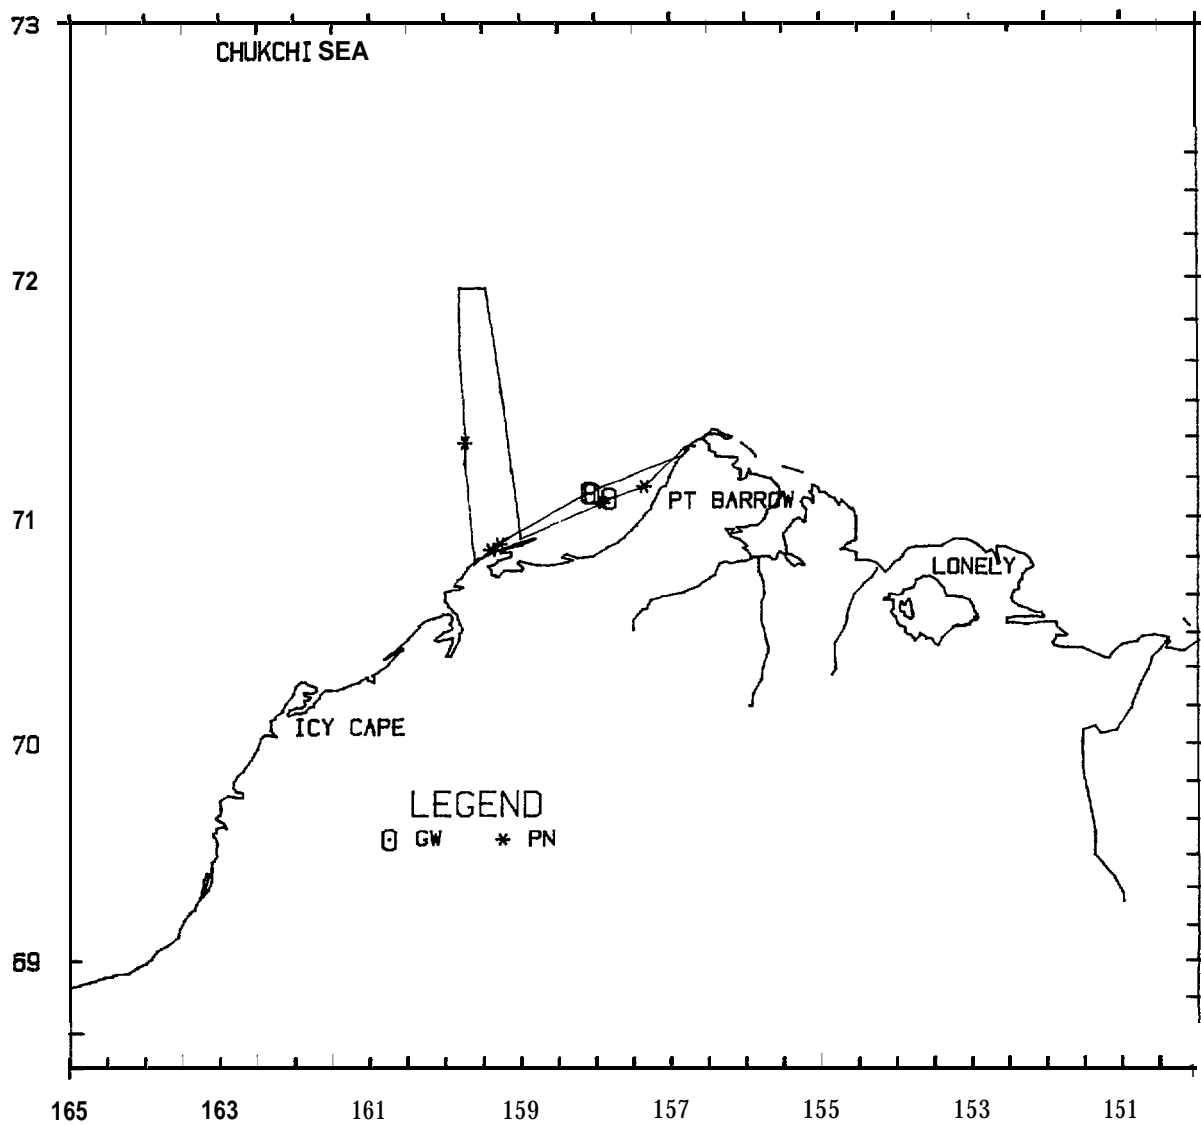 73
CHUKCHI SEA
72
71
PT BARROW
LONELY
ICY CAPE
70
LEGEND
GW PN
69
165 163 161 159 157 155 153 151